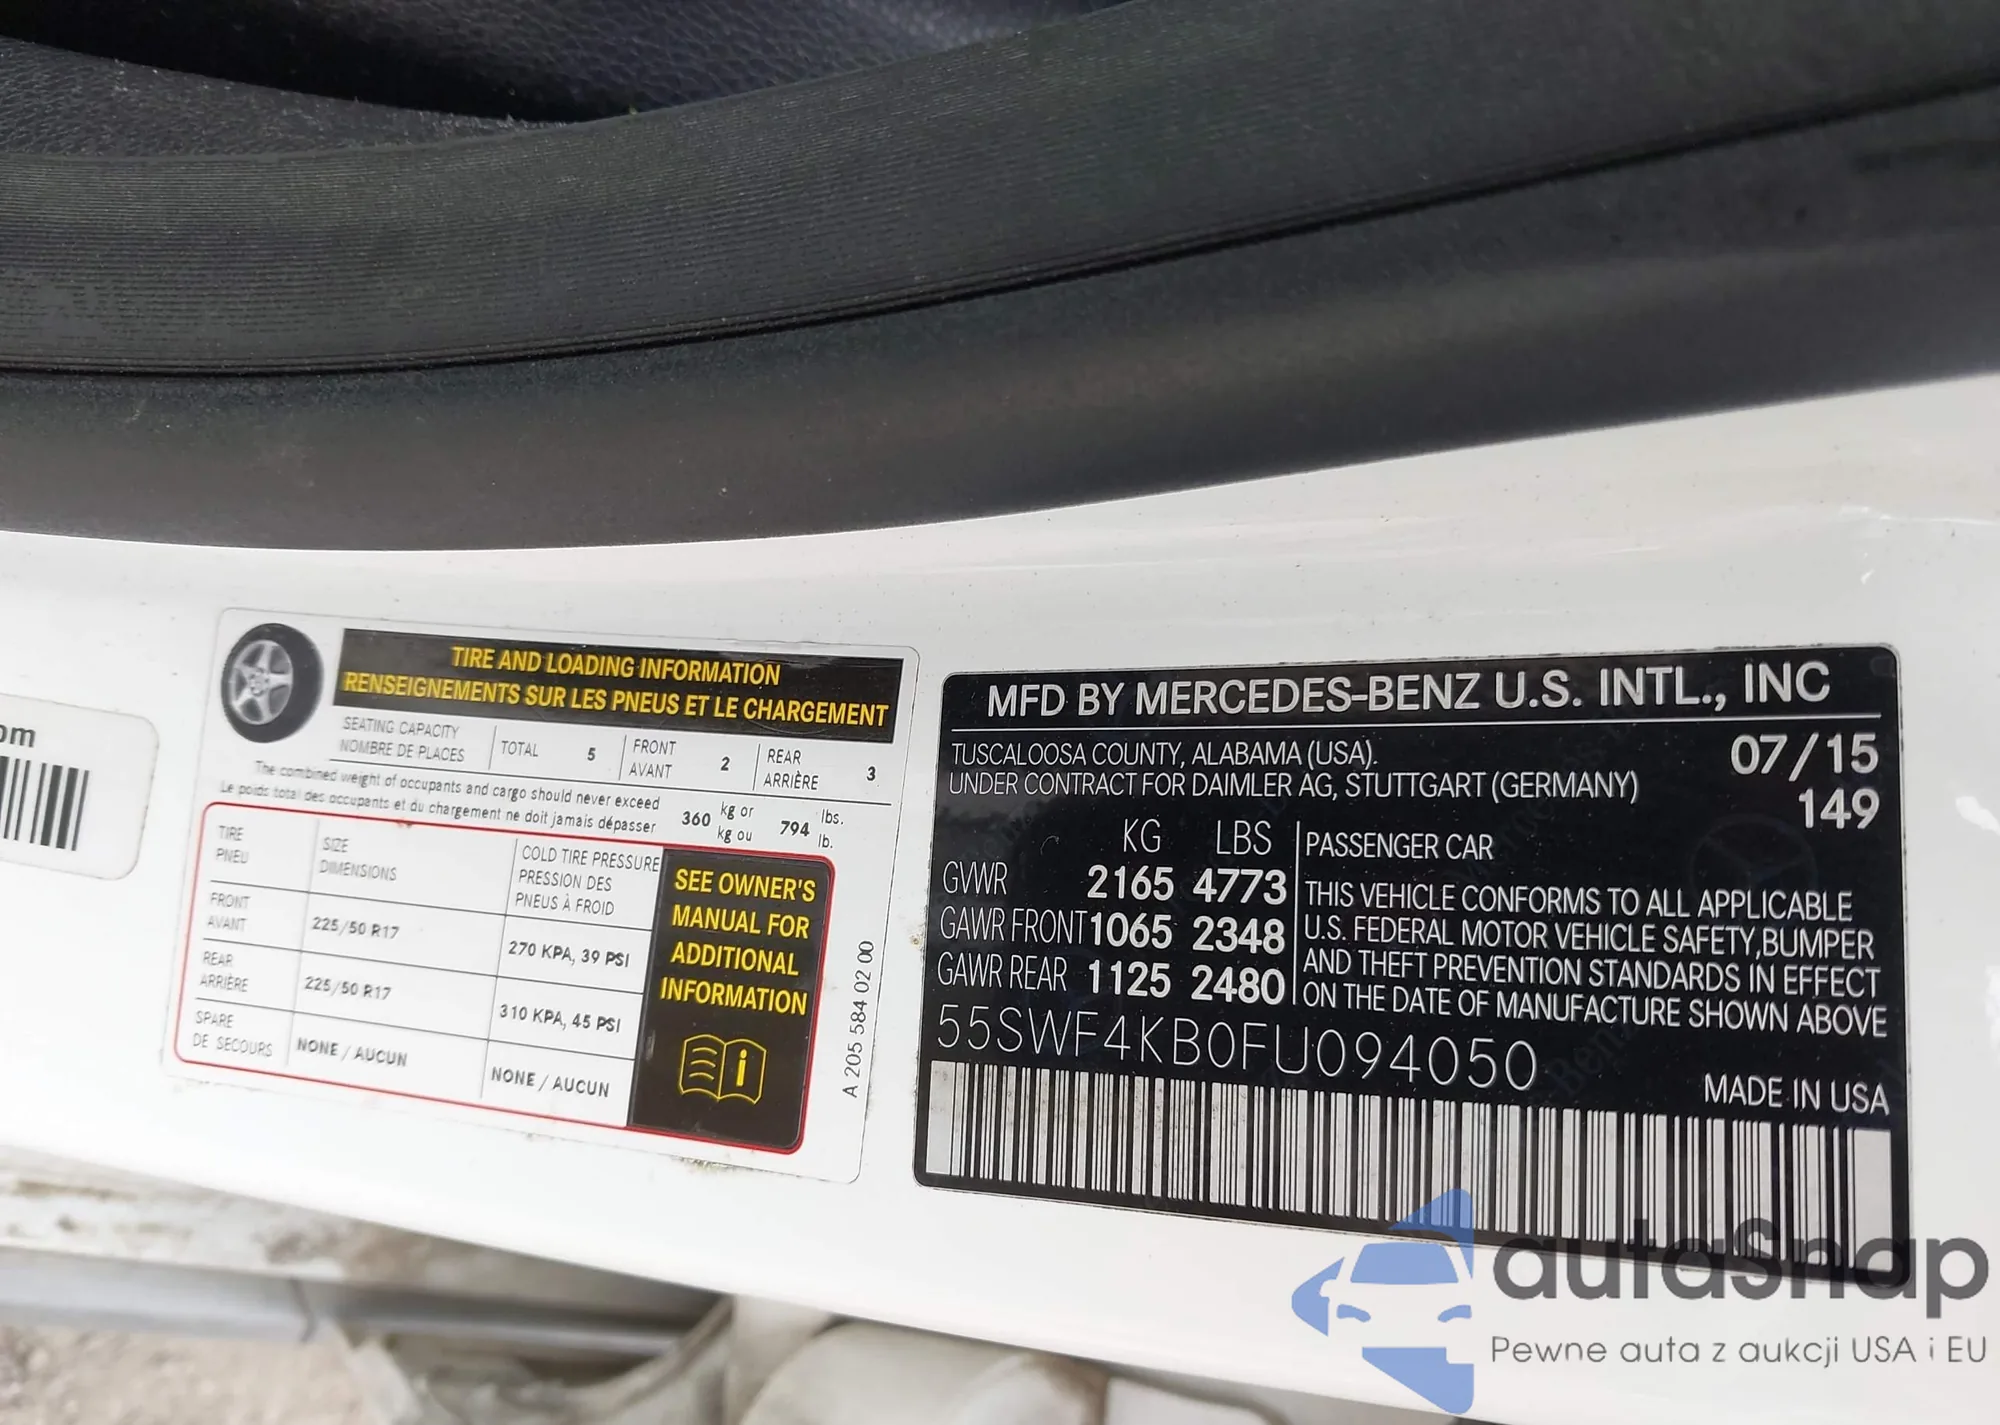 om
TIRE AND LOADING INFORMATION
RENSEIGNEMENTS SUR LES PNEUS ET LE CHARGEMENT
SEATING CAPACITY
NOMBRE DE PLACES
TOTAL 5
FRONT
AVANT
2
REAR
ARRIÈRE
3
The combined weight of occupants and cargo should never exceed 360 kg or 794 lbs.
Le poids total des occupants et du chargement ne doit jamais dépasser kg ou lb.
TIRE
PNEU
SIZE
DIMENSIONS
COLD TIRE PRESSURE
PRESSION DES
PNEUS À FROID
FRONT
AVANT
225/50 R17
270 KPA, 39 PSI
REAR
ARRIÈRE
225/50 R17
310 KPA, 45 PSI
SPARE
DE SECOURS
NONE / AUCUN
NONE / AUCUN
SEE OWNER'S
MANUAL FOR
ADDITIONAL
INFORMATION
i
A 205 584 02 00
MFD BY MERCEDES-BENZ U.S. INTL., INC
TUSCALOOSA COUNTY, ALABAMA (USA).
UNDER CONTRACT FOR DAIMLER AG, STUTTGART (GERMANY)
07/15
149
KG LBS
GVWR 2165 4773
GAWR FRONT 1065 2348
GAWR REAR 1125 2480
PASSENGER CAR
THIS VEHICLE CONFORMS TO ALL APPLICABLE
U.S. FEDERAL MOTOR VEHICLE SAFETY, BUMPER
AND THEFT PREVENTION STANDARDS IN EFFECT
ON THE DATE OF MANUFACTURE SHOWN ABOVE
55SWF4KB0FU094050
MADE IN USA
autaSnap
Pewne auta z aukcji USA i EU